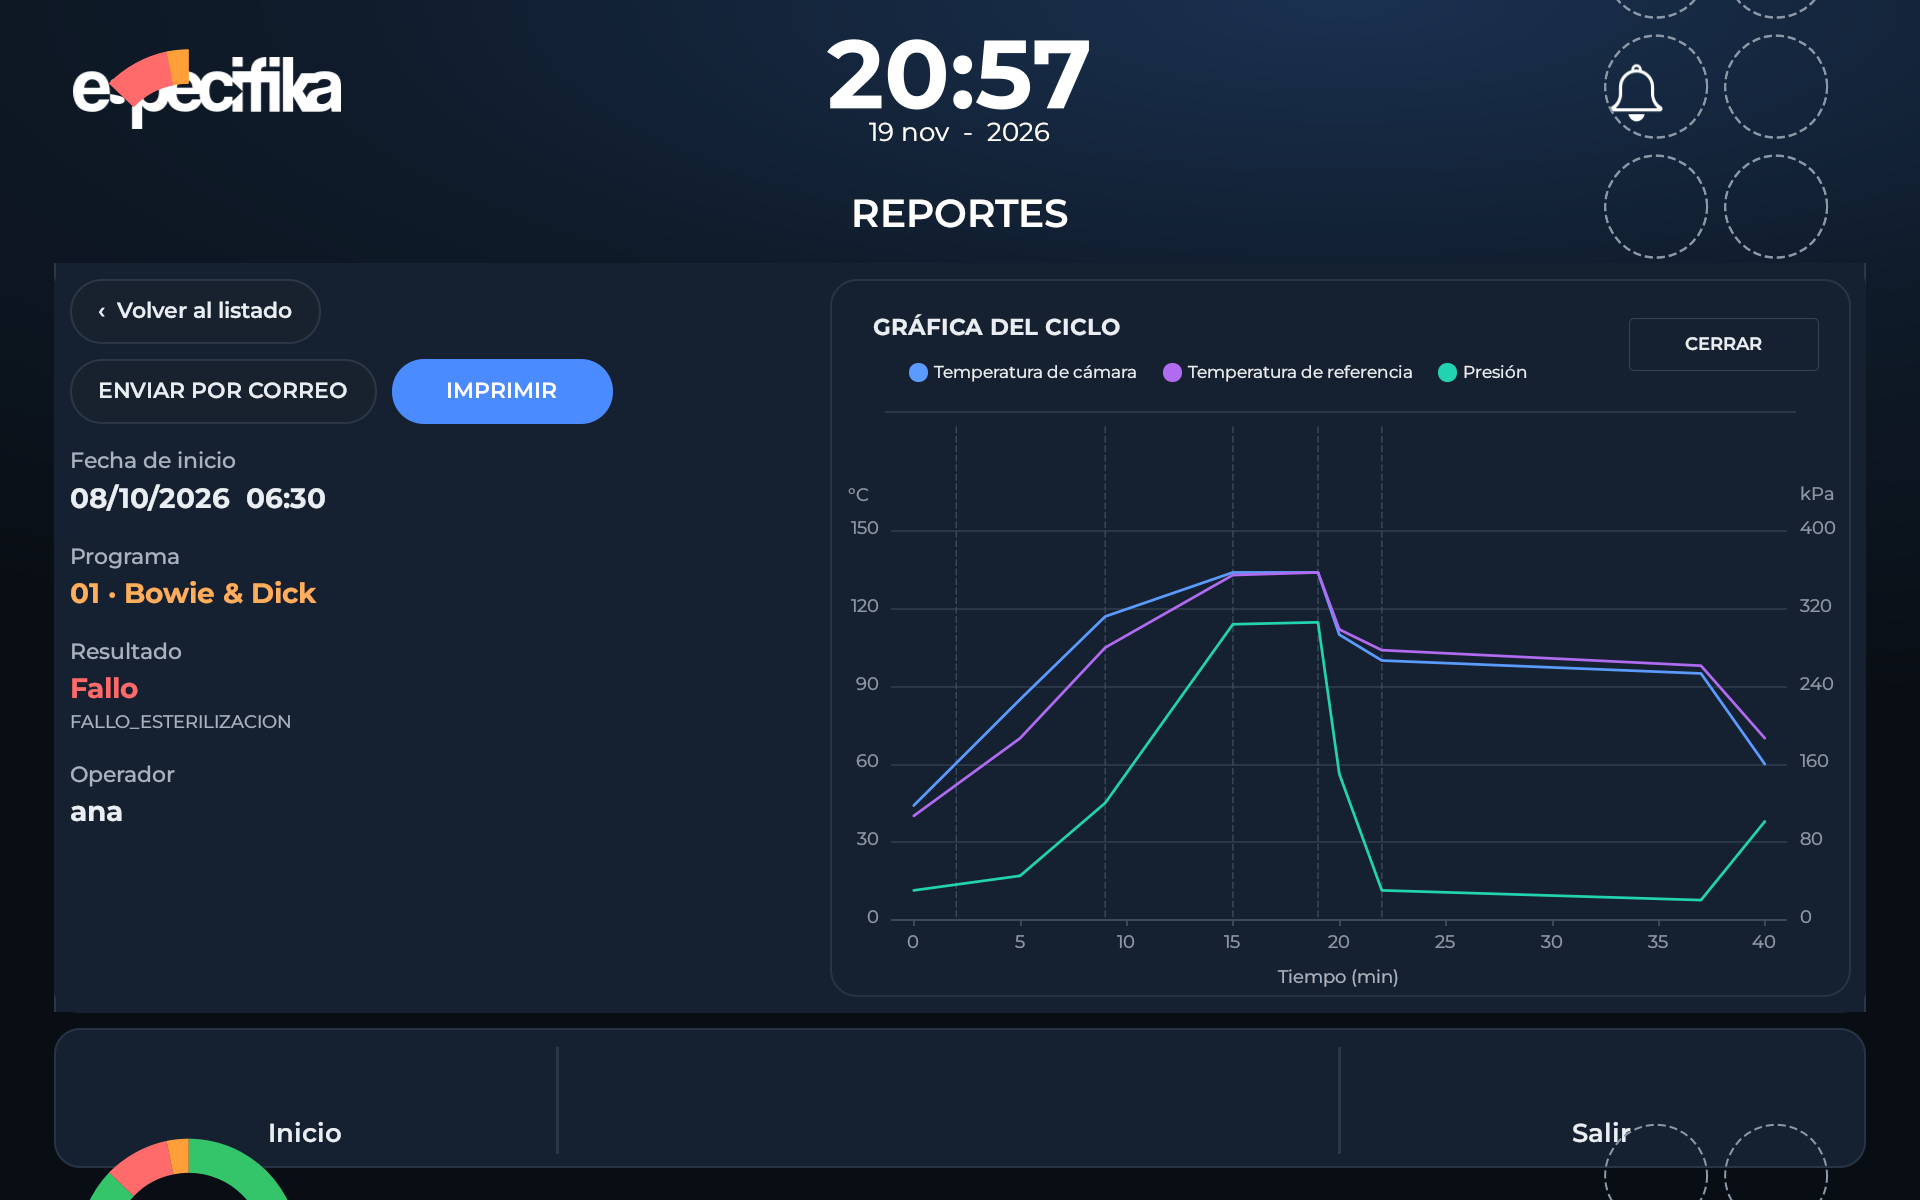 20:57
19 nov - 2026
REPORTES
‹ Volver al listado
ENVIAR POR CORREO
IMPRIMIR
Fecha de inicio
08/10/2026 06:30
Programa
01 · Bowie & Dick
Resultado
Fallo
FALLO_ESTERILIZACION
Operador
ana
GRÁFICA DEL CICLO
CERRAR
Temperatura de cámara
Temperatura de referencia
Presión
°C
kPa
150
400
120
320
90
240
60
160
30
80
0
0
0 5 10 15 20 25 30 35 40
Tiempo (min)
Inicio
Salir